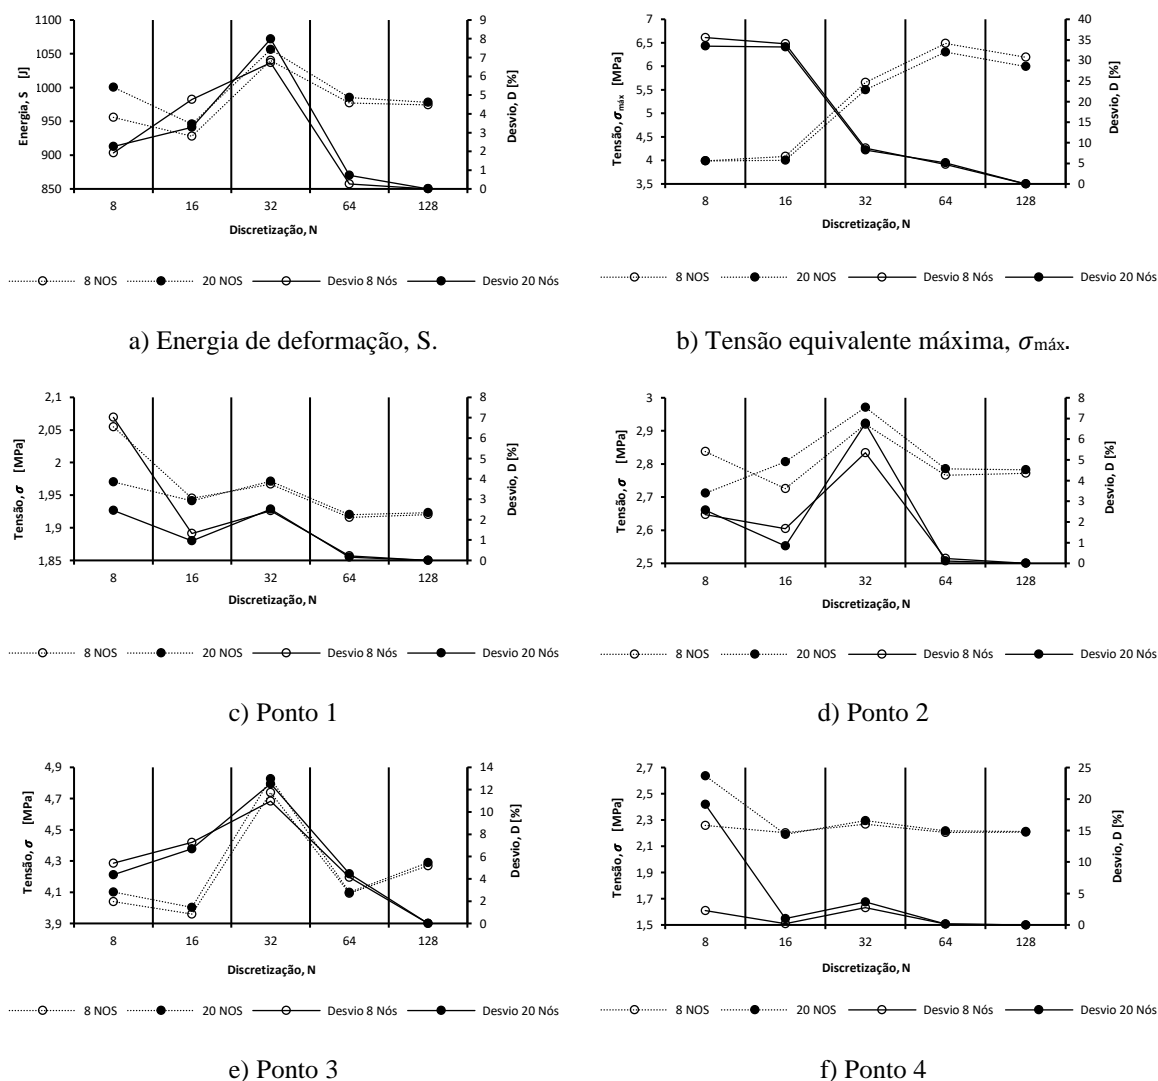 1100
1050
1000
950
900
850
Energia, S [J]
9
8
7
6
5
4
3
2
1
0
Desvio, D [%]
8 16 32 64 128
Discretização, N
8 NOS 20 NOS Desvio 8 Nós Desvio 20 Nós
a) Energia de deformação, S.
7
6,5
6
5,5
5
4,5
4
3,5
Tensão, σmáx [MPa]
40
35
30
25
20
15
10
5
0
Desvio, D [%]
8 16 32 64 128
Discretização, N
8 NOS 20 NOS Desvio 8 Nós Desvio 20 Nós
b) Tensão equivalente máxima, σmáx.
2,1
2,05
2
1,95
1,9
1,85
Tensão, σ [MPa]
8
7
6
5
4
3
2
1
0
Desvio, D [%]
8 16 32 64 128
Discretização, N
8 NOS 20 NOS Desvio 8 Nós Desvio 20 Nós
c) Ponto 1
3
2,9
2,8
2,7
2,6
2,5
Tensão, σ [MPa]
8
7
6
5
4
3
2
1
0
Desvio, D [%]
8 16 32 64 128
Discretização, N
8 NOS 20 NOS Desvio 8 Nós Desvio 20 Nós
d) Ponto 2
4,9
4,7
4,5
4,3
4,1
3,9
Tensão, σ [MPa]
14
12
10
8
6
4
2
0
Desvio, D [%]
8 16 32 64 128
Discretização, N
8 NOS 20 NOS Desvio 8 Nós Desvio 20 Nós
e) Ponto 3
2,7
2,5
2,3
2,1
1,9
1,7
1,5
Tensão, σ [MPa]
25
20
15
10
5
0
Desvio, D [%]
8 16 32 64 128
Discretização, N
8 NOS 20 NOS Desvio 8 Nós Desvio 20 Nós
f) Ponto 4